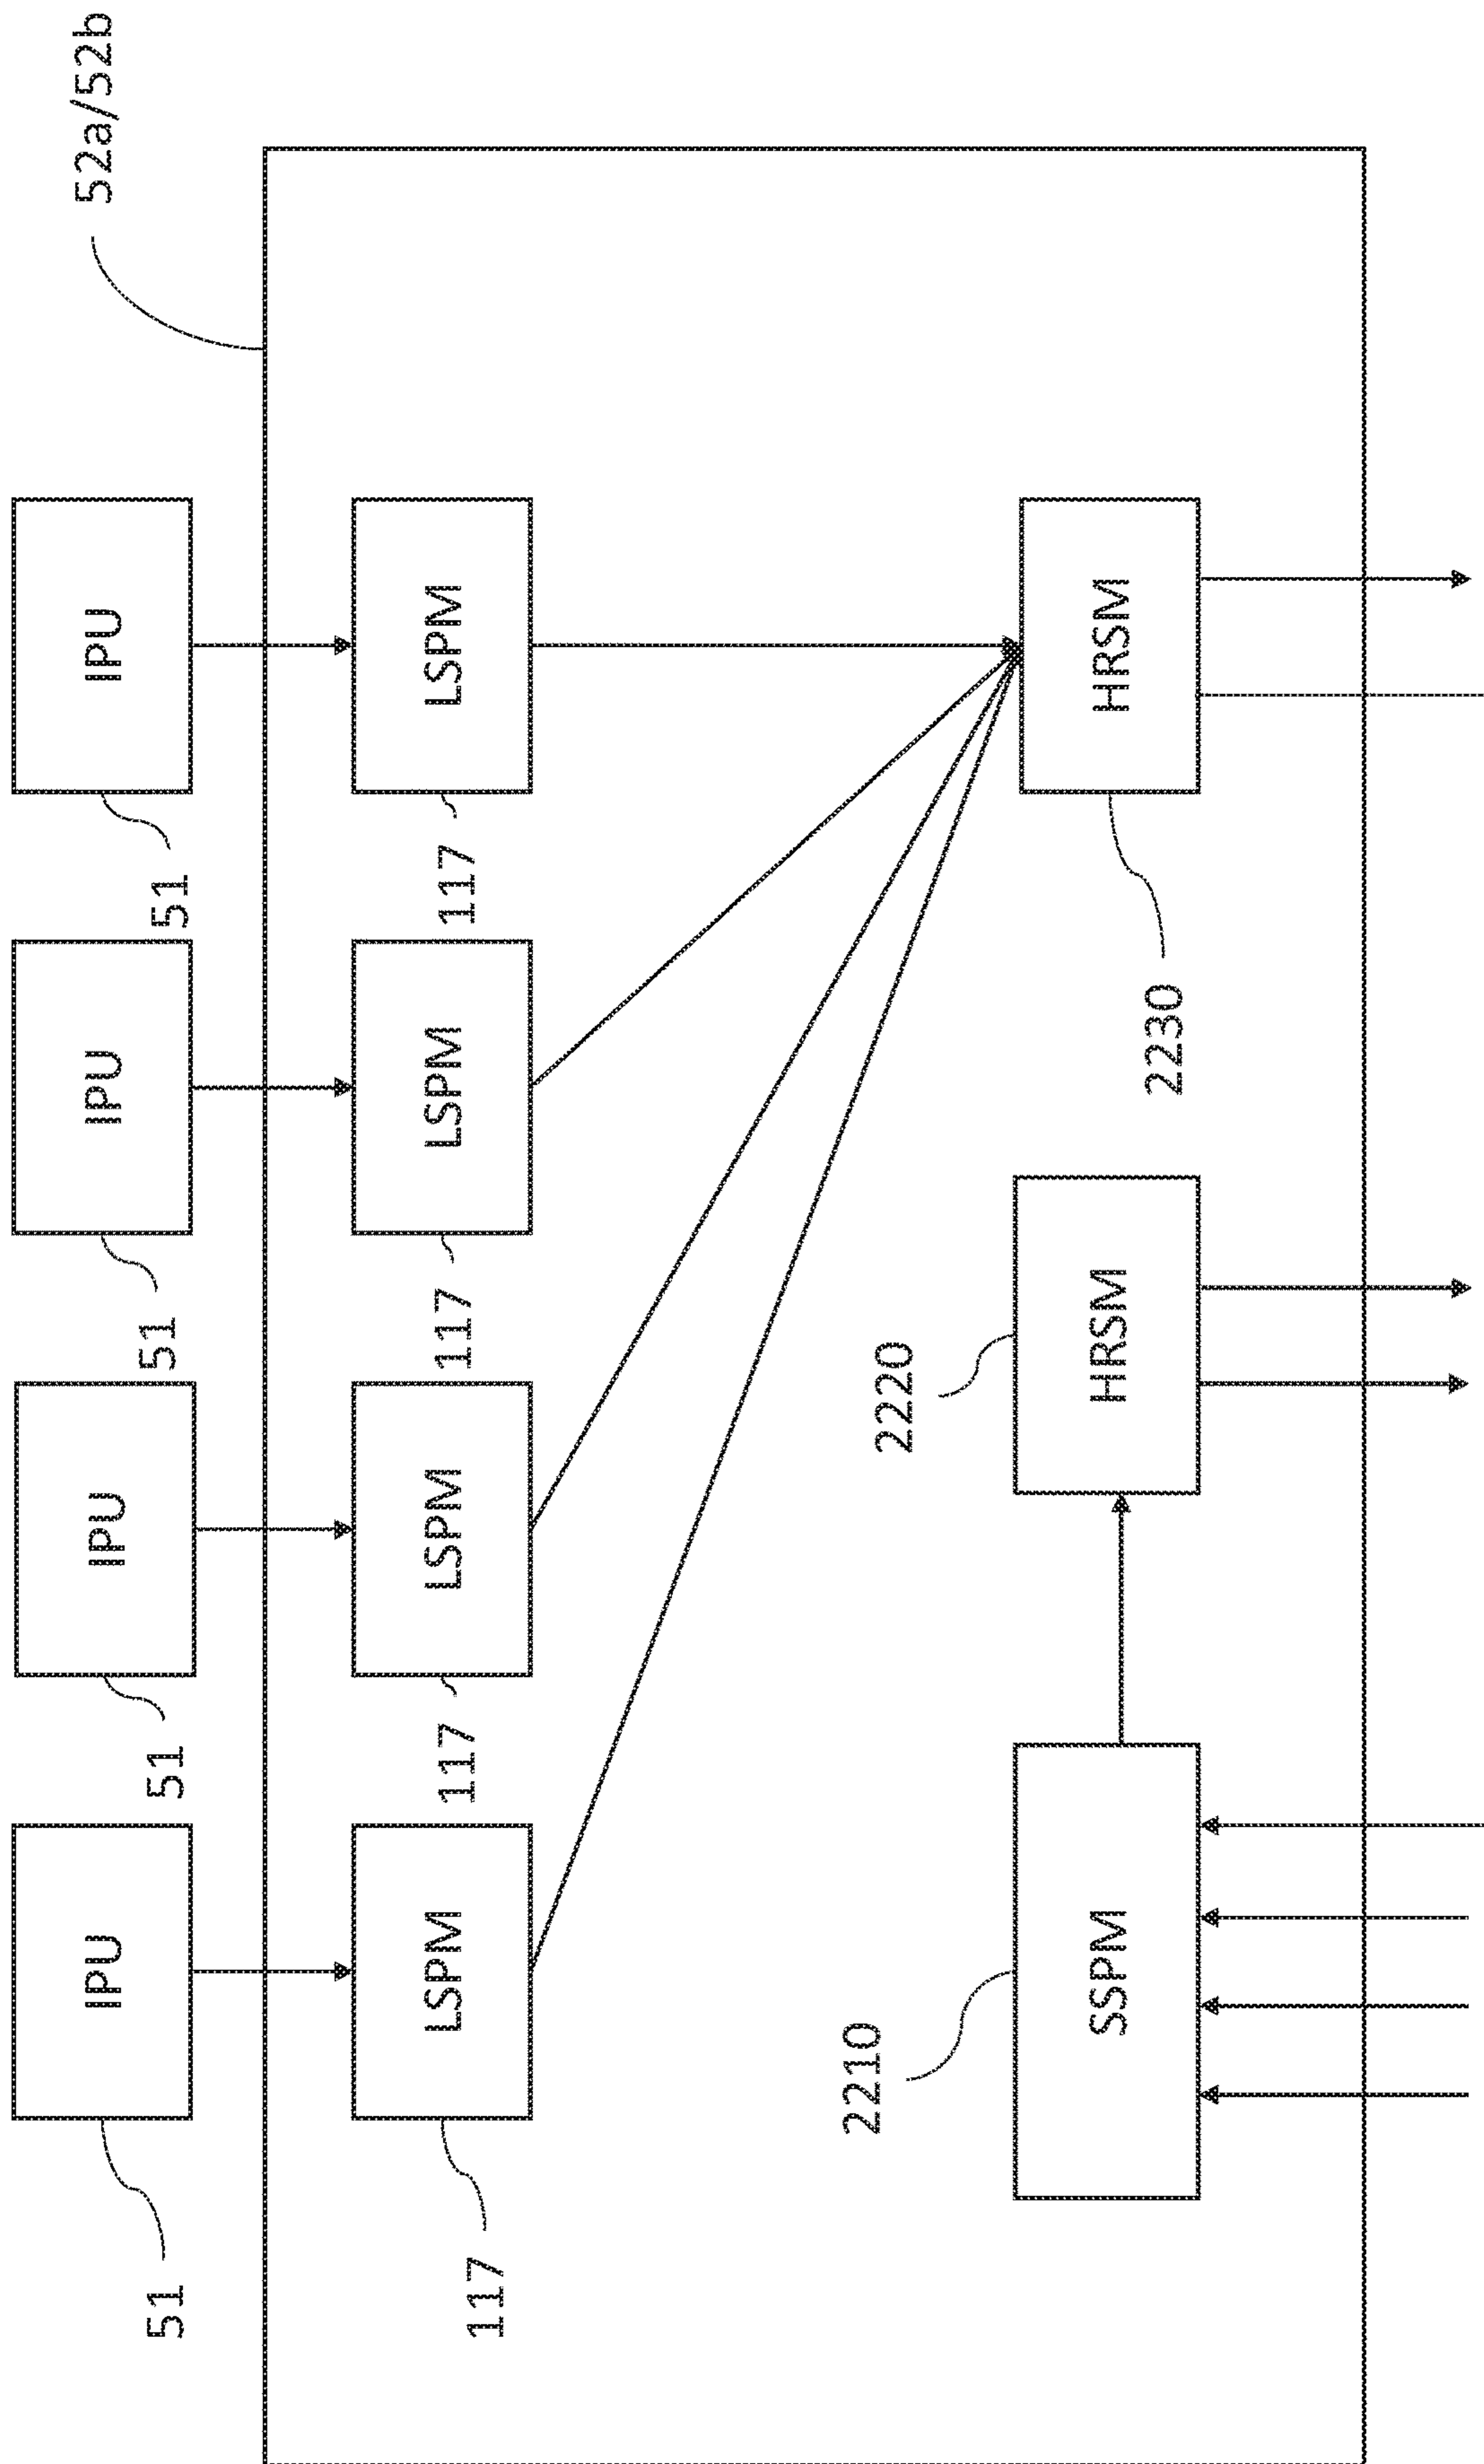 52a/52b
IPU
IPU
IPU
IPU
51
51
51
51
LSPM
LSPM
LSPM
LSPM
117
117
117
117
2210
2220
SSPM
HRSM
HRSM
2230